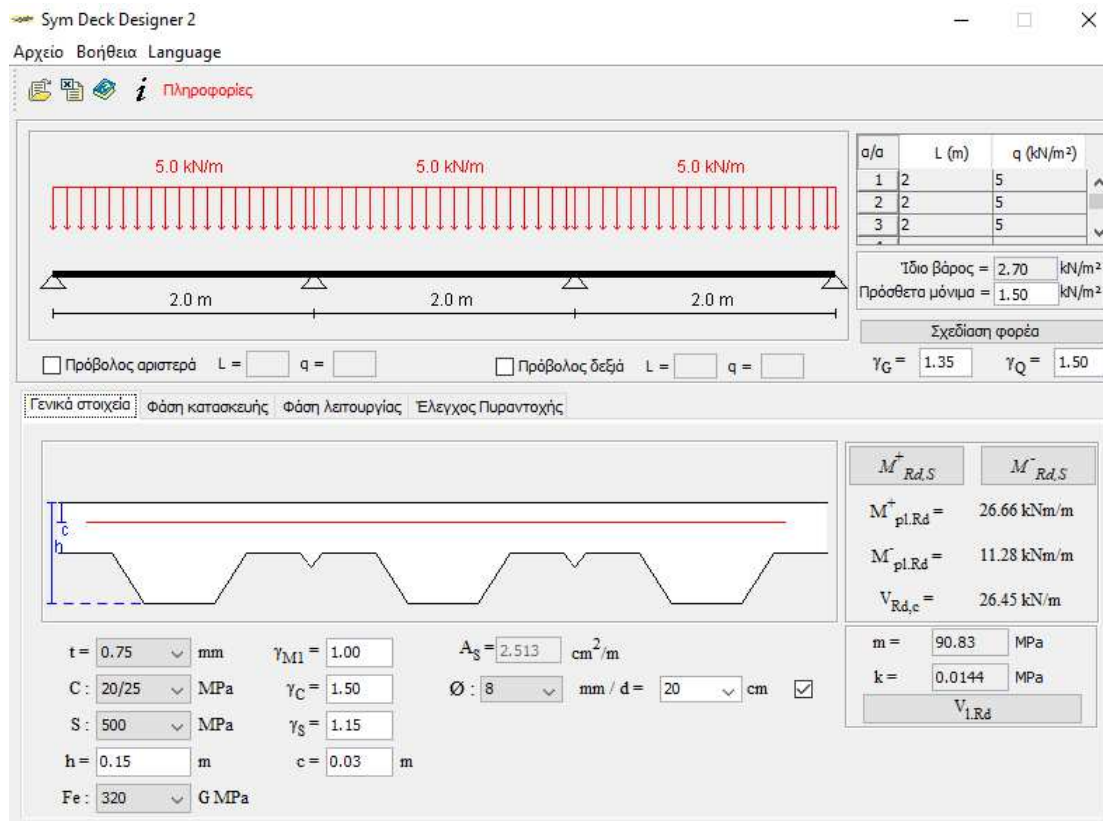 Sym Deck Designer 2
Αρχείο Βοήθεια Language
i Πληροφορίες
5.0 kN/m 5.0 kN/m 5.0 kN/m
2.0 m 2.0 m 2.0 m
α/α L (m) q (kN/m²)
1 2 5
2 2 5
3 2 5
Ίδιο βάρος = 2.70 kN/m²
Πρόσθετα μόνιμα = 1.50 kN/m²
Σχεδίαση φορέα
Πρόβολος αριστερά L = q =
Πρόβολος δεξιά L = q =
γG = 1.35 γQ = 1.50
Γενικά στοιχεία Φάση κατασκευής Φάση λειτουργίας Έλεγχος Πυραντοχής
c
h
M+Rd,S M-Rd,S
M+pl.Rd = 26.66 kNm/m
M-pl.Rd = 11.28 kNm/m
VRd,c = 26.45 kN/m
t = 0.75 mm γM1 = 1.00 AS = 2.513 cm²/m
C : 20/25 MPa γC = 1.50 Ø : 8 mm / d = 20 cm
S : 500 MPa γS = 1.15
h = 0.15 m c = 0.03 m
Fe : 320 G MPa
m = 90.83 MPa
k = 0.0144 MPa
V1.Rd